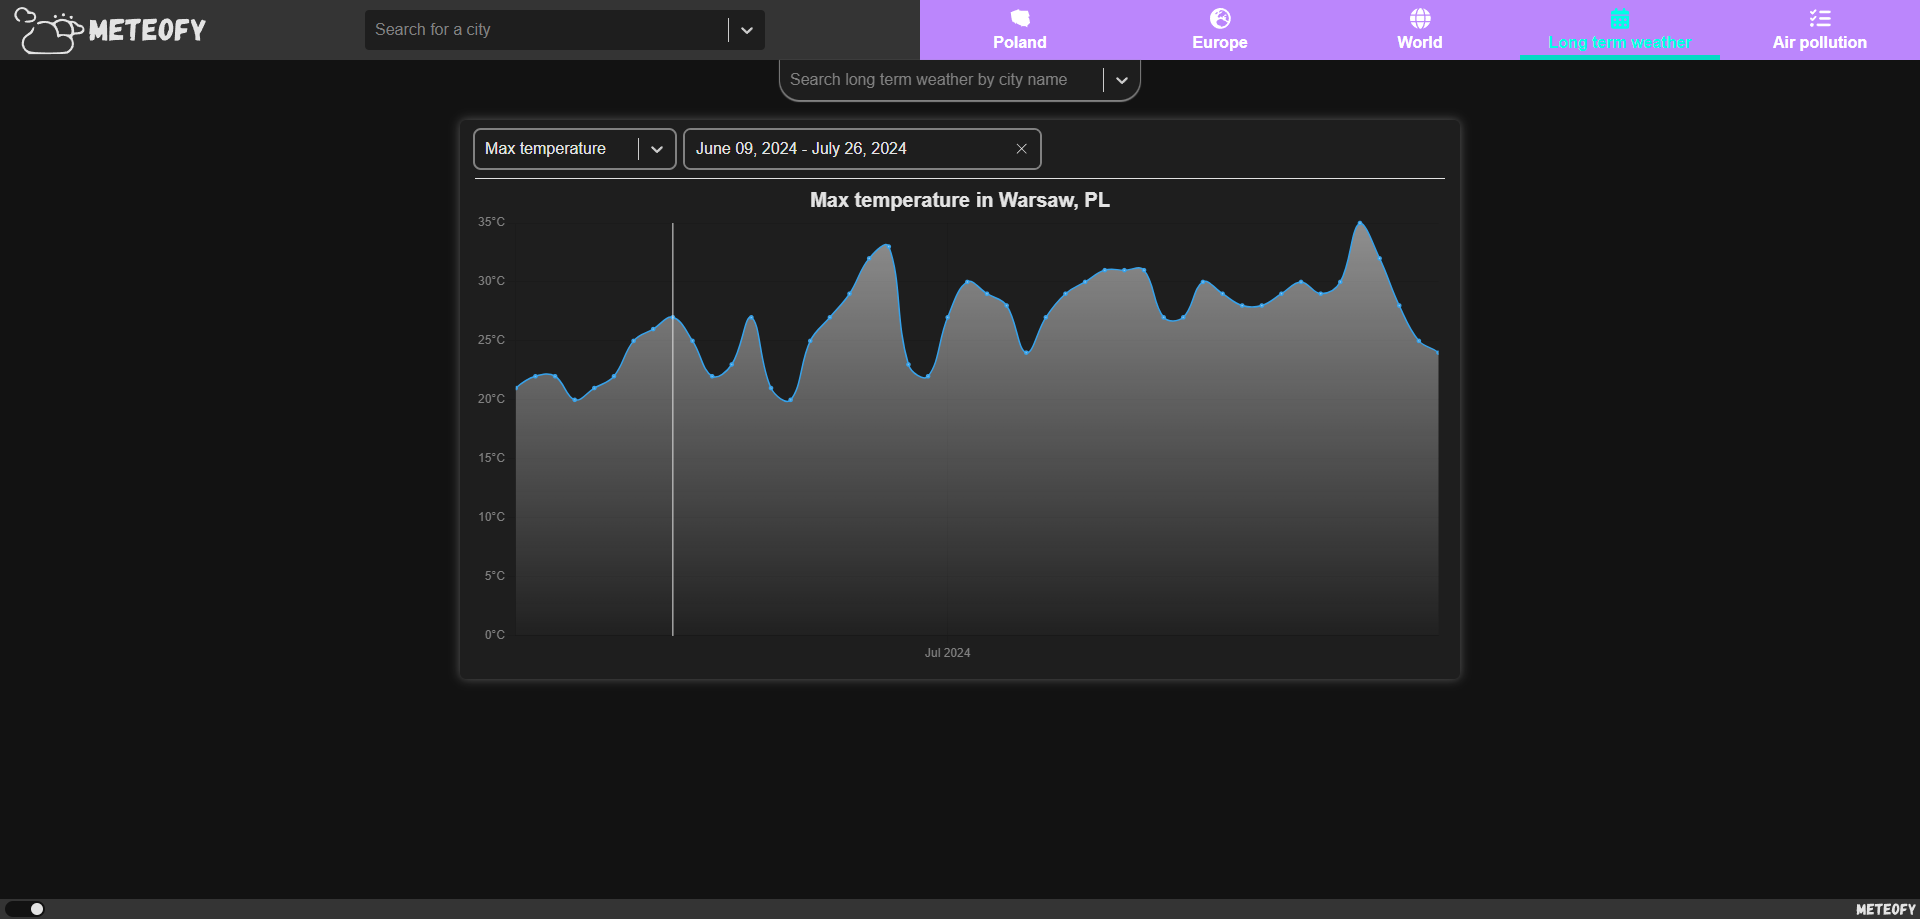 METEOFY
Search for a city
Poland
Europe
World
Long term weather
Air pollution
Search long term weather by city name
Max temperature
June 09, 2024 - July 26, 2024
Max temperature in Warsaw, PL
35°C
30°C
25°C
20°C
15°C
10°C
5°C
0°C
Jul 2024
METEOFY